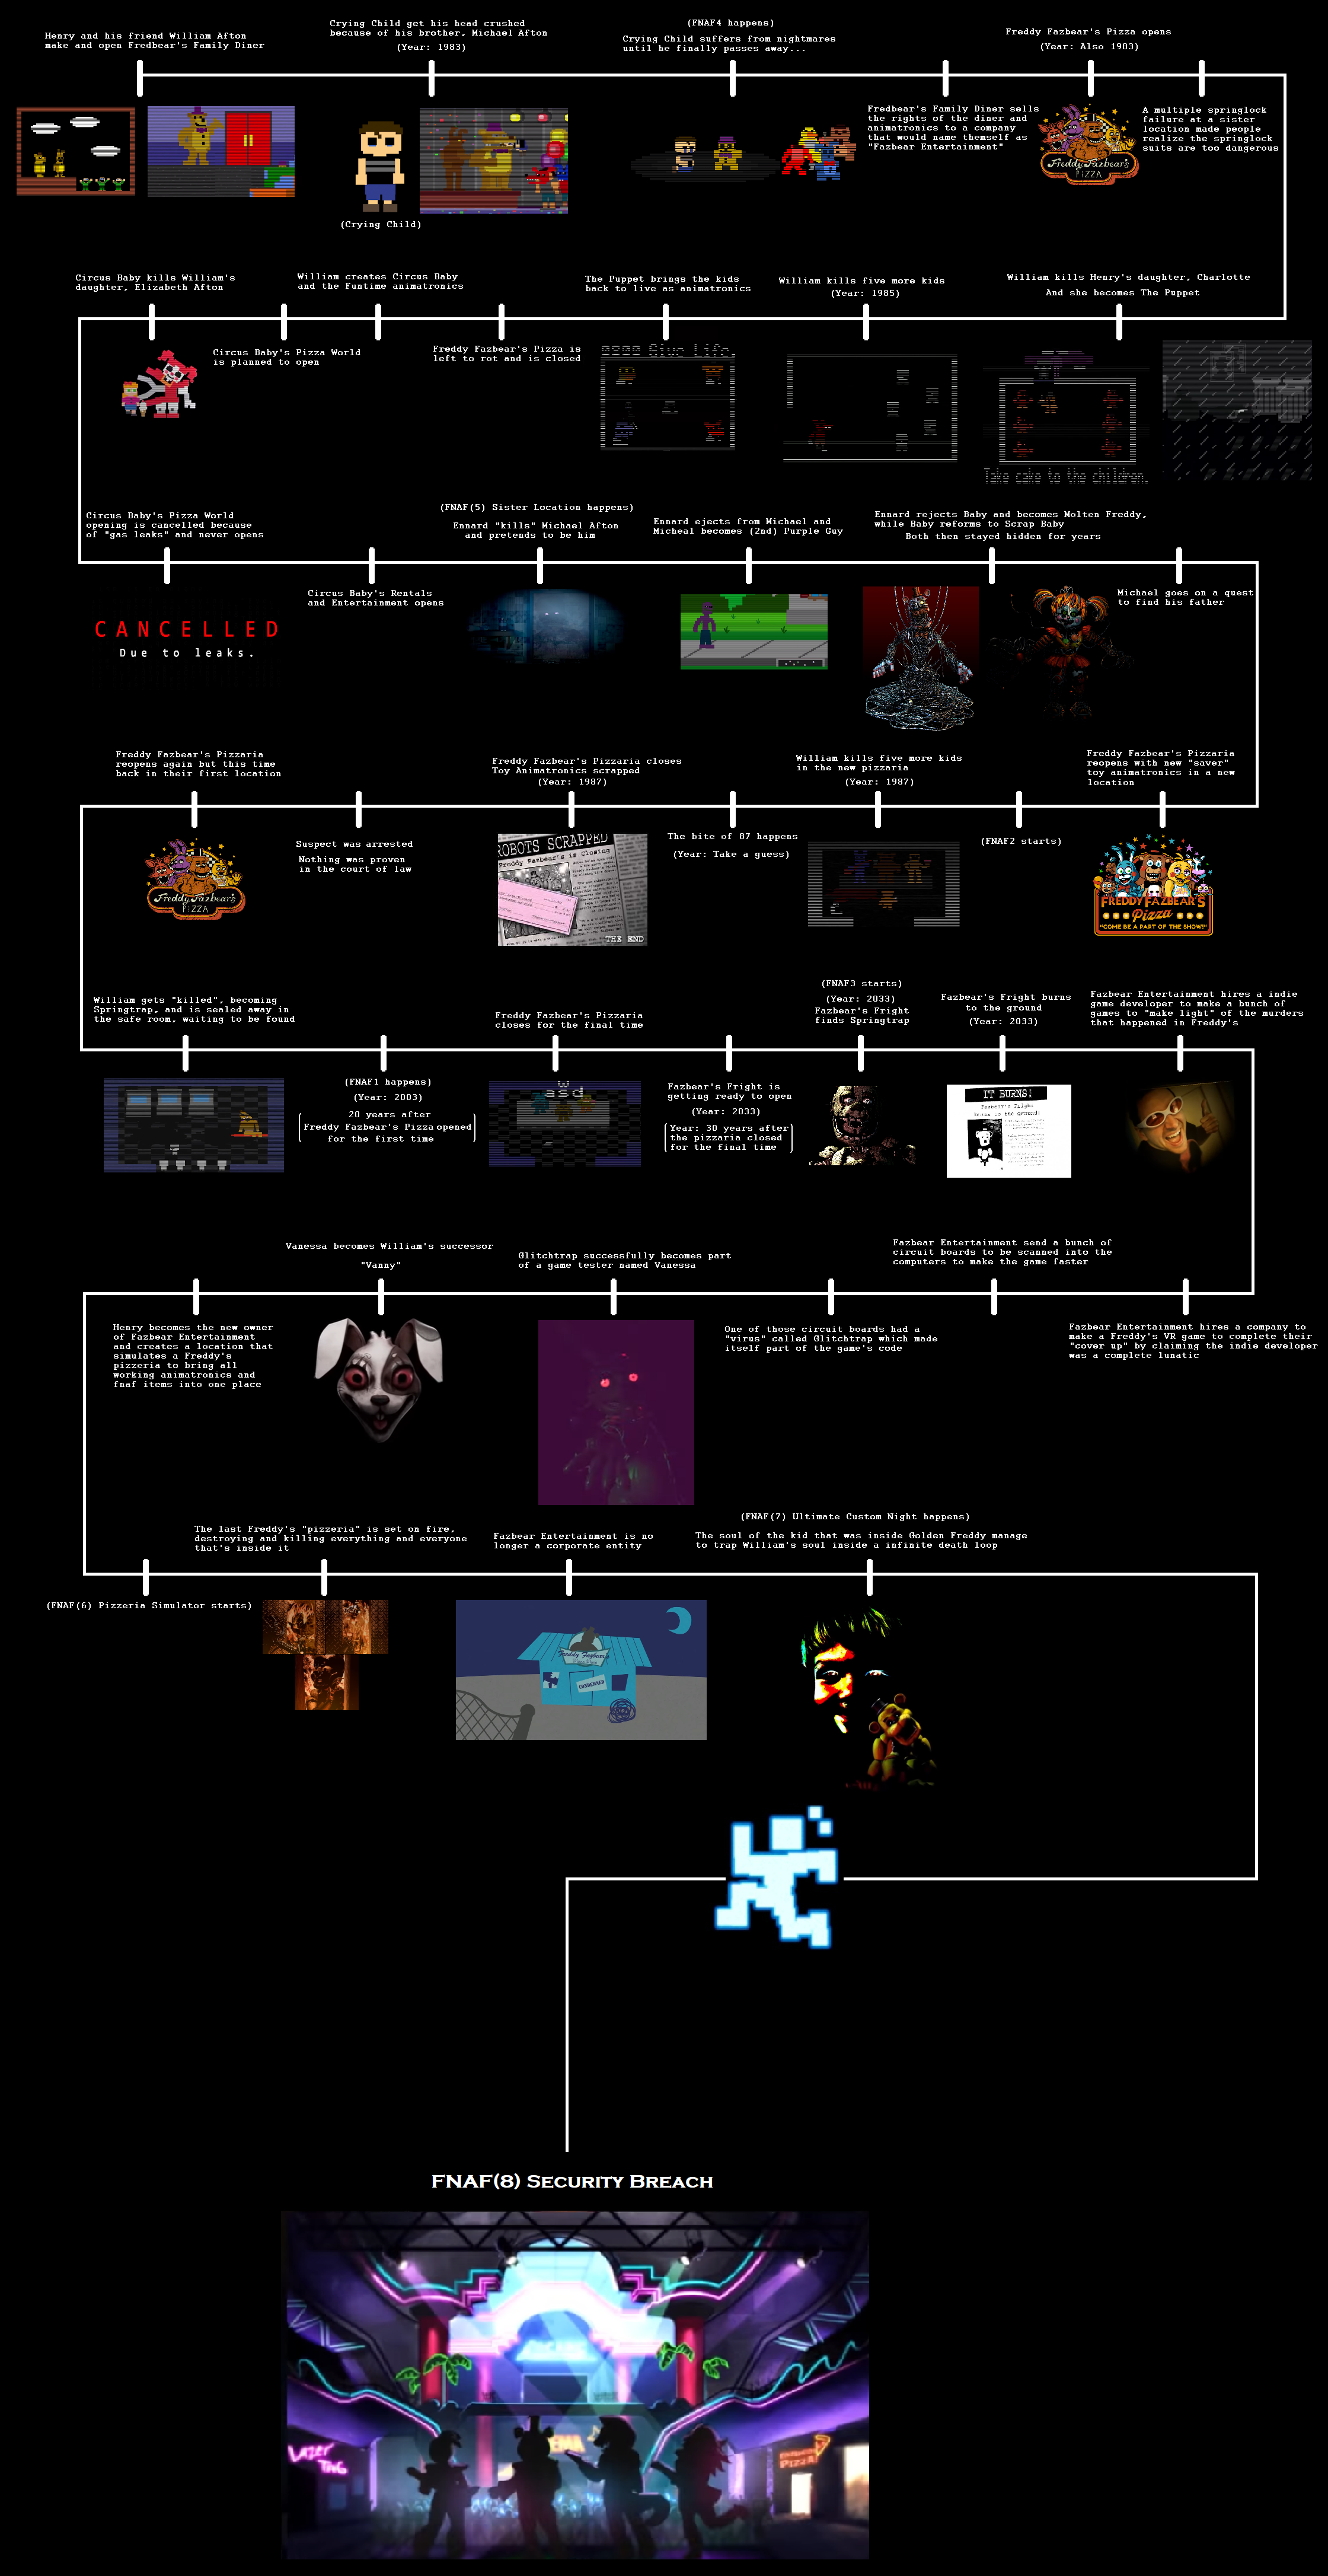 Henry and his friend William Afton
make and open Fredbear's Family Diner
Crying Child get his head crushed
because of his brother, Michael Afton
(Year: 1983)
(Crying Child)
(FNAF4 happens)
Crying Child suffers from nightmares
until he finally passes away...
Fredbear's Family Diner sells
the rights of the diner and
animatronics to a company
that would name themself as
"Fazbear Entertainment"
Freddy Fazbear's Pizza opens
(Year: Also 1983)
Freddy Fazbear's
PIZZA
A multiple springlock
failure at a sister
location made people
realize the springlock
suits are too dangerous
William kills Henry's daughter, Charlotte
And she becomes The Puppet
Take cake to the children.
William kills five more kids
(Year: 1985)
The Puppet brings the kids
back to live as animatronics
Give Life.
Freddy Fazbear's Pizza is
left to rot and is closed
William creates Circus Baby
and the Funtime animatronics
Circus Baby's Pizza World
is planned to open
Circus Baby kills William's
daughter, Elizabeth Afton
Circus Baby's Pizza World
opening is cancelled because
of "gas leaks" and never opens
CANCELLED
Due to leaks.
Circus Baby's Rentals
and Entertainment opens
(FNAF(5) Sister Location happens)
Ennard "kills" Michael Afton
and pretends to be him
Ennard ejects from Michael and
Micheal becomes (2nd) Purple Guy
Ennard rejects Baby and becomes Molten Freddy,
while Baby reforms to Scrap Baby
Both then stayed hidden for years
Michael goes on a quest
to find his father
Freddy Fazbear's Pizzaria
reopens with new "saver"
toy animatronics in a new
location
FREDDY FAZBEAR'S
Pizza
"COME BE A PART OF THE SHOW!"
(FNAF2 starts)
William kills five more kids
in the new pizzaria
(Year: 1987)
The bite of 87 happens
(Year: Take a guess)
Freddy Fazbear's Pizzaria closes
Toy Animatronics scrapped
(Year: 1987)
ROBOTS SCRAPPED
Freddy Fazbear's is Closing
THE END
Suspect was arrested
Nothing was proven
in the court of law
Freddy Fazbear's Pizzaria
reopens again but this time
back in their first location
Freddy Fazbear's
PIZZA
William gets "killed", becoming
Springtrap, and is sealed away in
the safe room, waiting to be found
(FNAF1 happens)
(Year: 2003)
20 years after
Freddy Fazbear's Pizza opened
for the first time
Freddy Fazbear's Pizzaria
closes for the final time
W
asd
Fazbear's Fright is
getting ready to open
(Year: 2033)
Year: 30 years after
the pizzaria closed
for the final time
(FNAF3 starts)
(Year: 2033)
Fazbear's Fright
finds Springtrap
Fazbear's Fright burns
to the ground
(Year: 2033)
IT BURNS!
Fazbear's Fright
burns to the ground!
Fazbear Entertainment hires a indie
game developer to make a bunch of
games to "make light" of the murders
that happened in Freddy's
Fazbear Entertainment hires a company to
make a Freddy's VR game to complete their
"cover up" by claiming the indie developer
was a complete lunatic
Fazbear Entertainment send a bunch of
circuit boards to be scanned into the
computers to make the game faster
One of those circuit boards had a
"virus" called Glitchtrap which made
itself part of the game's code
Glitchtrap successfully becomes part
of a game tester named Vanessa
Vanessa becomes William's successor
"Vanny"
Henry becomes the new owner
of Fazbear Entertainment
and creates a location that
simulates a Freddy's
pizzeria to bring all
working animatronics and
fnaf items into one place
(FNAF(6) Pizzeria Simulator starts)
The last Freddy's "pizzeria" is set on fire,
destroying and killing everything and everyone
that's inside it
Fazbear Entertainment is no
longer a corporate entity
Freddy Fazbear's
CONDEMNED
(FNAF(7) Ultimate Custom Night happens)
The soul of the kid that was inside Golden Freddy manage
to trap William's soul inside a infinite death loop
FNAF(8) SECURITY BREACH
LAZER
TAG
PIZZA